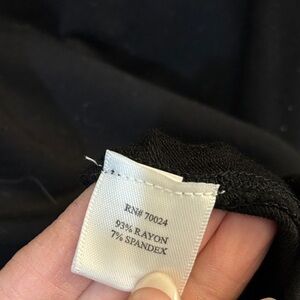 RN# 70024
93% RAYON
7% SPANDEX